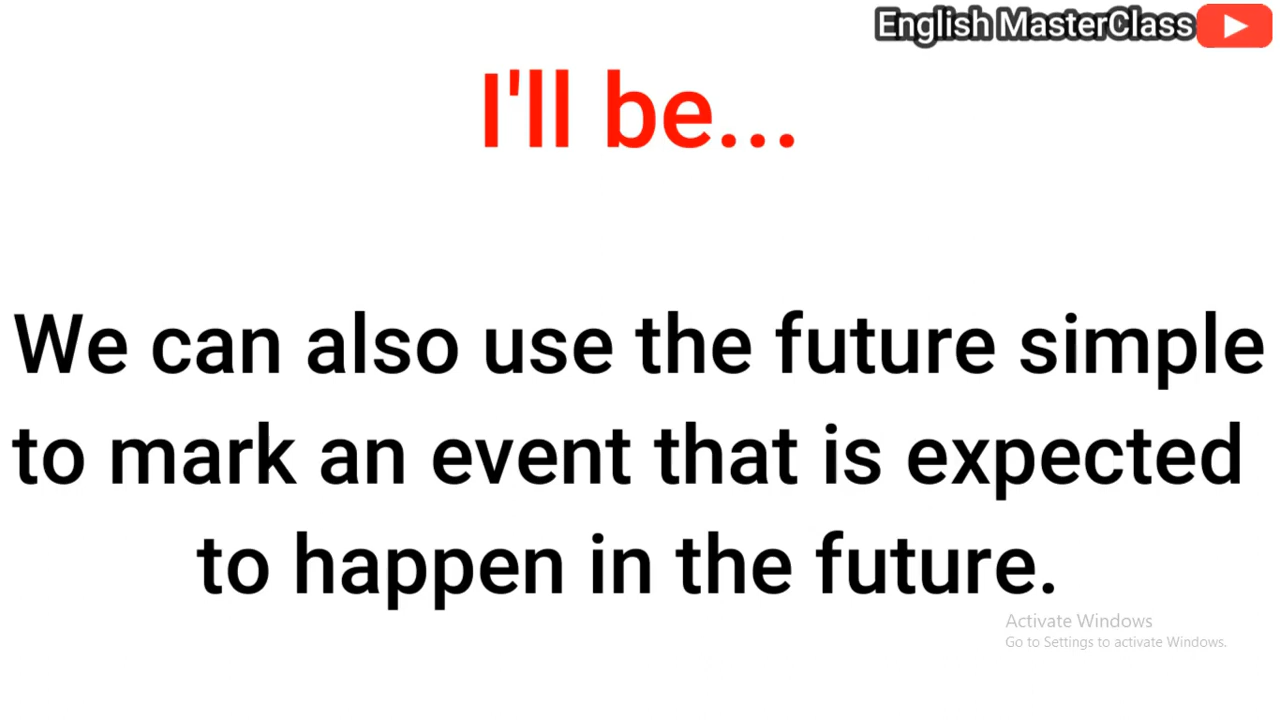 English MasterClass
I'll be...
We can also use the future simple
to mark an event that is expected
to happen in the future.
Activate Windows
Go to Settings to activate Windows.